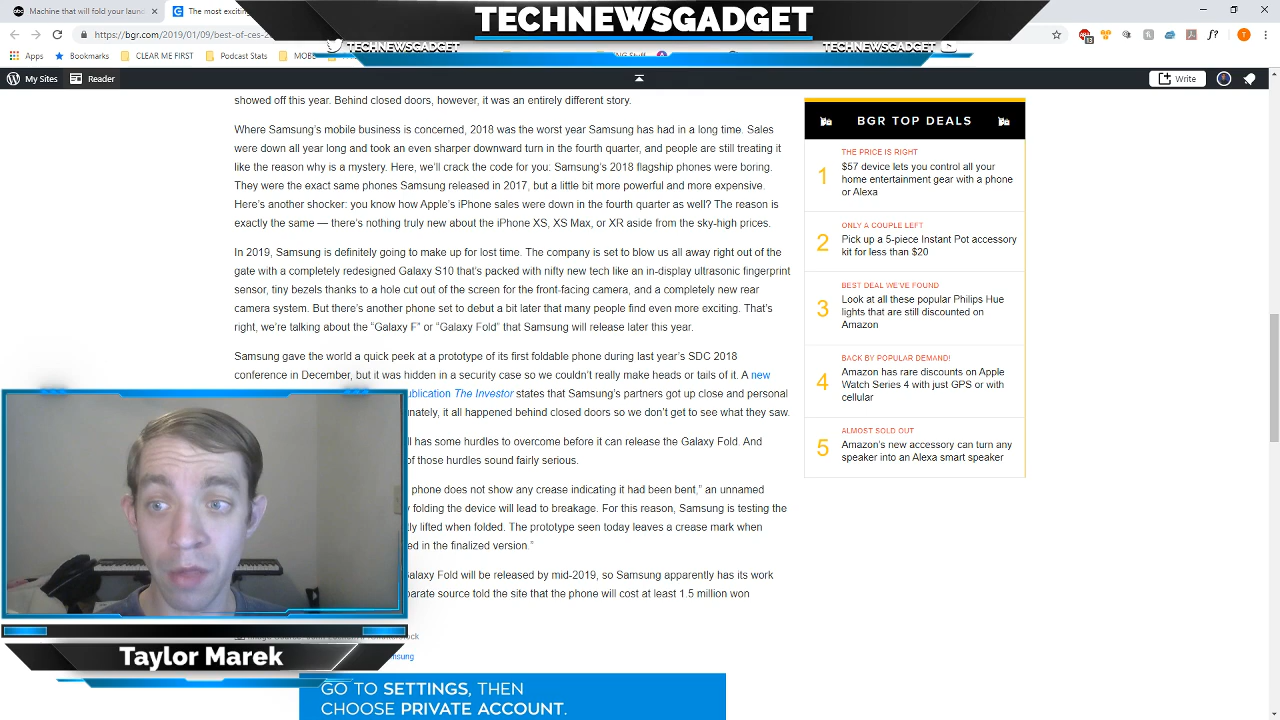 Machine that will fold your laun
The most exciting
TECHNEWSGADGET
https://bgr.com/2019/01/09/best-of-ces-2
TECHNEWSGADGET
TECHNEWSGADGET
13
T
f?
Apps
Bookmarks
CLEAR ME FIRST
Podcast Stats
My Sites
Reader
Write
showed off this year. Behind closed doors, however, it was an entirely different story.
Where Samsung's mobile business is concerned, 2018 was the worst year Samsung has had in a long time. Sales
were down all year long and took an even sharper downward turn in the fourth quarter, and people are still treating it
like the reason why is a mystery. Here, we'll crack the code for you: Samsung's 2018 flagship phones were boring.
They were the exact same phones Samsung released in 2017, but a little bit more powerful and more expensive.
Here's another shocker: you know how Apple's iPhone sales were down in the fourth quarter as well? The reason is
exactly the same — there's nothing truly new about the iPhone XS, XS Max, or XR aside from the sky-high prices.
In 2019, Samsung is definitely going to make up for lost time. The company is set to blow us all away right out of the
gate with a completely redesigned Galaxy S10 that's packed with nifty new tech like an in-display ultrasonic fingerprint
sensor, tiny bezels thanks to a hole cut out of the screen for the front-facing camera, and a completely new rear
camera system. But there's another phone set to debut a bit later that many people find even more exciting. That's
right, we're talking about the "Galaxy F" or "Galaxy Fold" that Samsung will release later this year.
Samsung gave the world a quick peek at a prototype of its first foldable phone during last year's SDC 2018
conference in December, but it was hidden in a security case so we couldn't really make heads or tails of it. A new
ublication The Investor states that Samsung's partners got up close and personal
unately, it all happened behind closed doors so we don't get to see what they saw.
ll has some hurdles to overcome before it can release the Galaxy Fold. And
of those hurdles sound fairly serious.
phone does not show any crease indicating it had been bent," an unnamed
y folding the device will lead to breakage. For this reason, Samsung is testing the
tly lifted when folded. The prototype seen today leaves a crease mark when
ed in the finalized version."
alaxy Fold will be released by mid-2019, so Samsung apparently has its work
parate source told the site that the phone will cost at least 1.5 million won
msung
BGR TOP DEALS
THE PRICE IS RIGHT
1
$57 device lets you control all your
home entertainment gear with a phone
or Alexa
ONLY A COUPLE LEFT
2
Pick up a 5-piece Instant Pot accessory
kit for less than $20
BEST DEAL WE'VE FOUND
3
Look at all these popular Philips Hue
lights that are still discounted on
Amazon
BACK BY POPULAR DEMAND!
4
Amazon has rare discounts on Apple
Watch Series 4 with just GPS or with
cellular
ALMOST SOLD OUT
5
Amazon's new accessory can turn any
speaker into an Alexa smart speaker
Taylor Marek
GO TO SETTINGS, THEN
CHOOSE PRIVATE ACCOUNT.